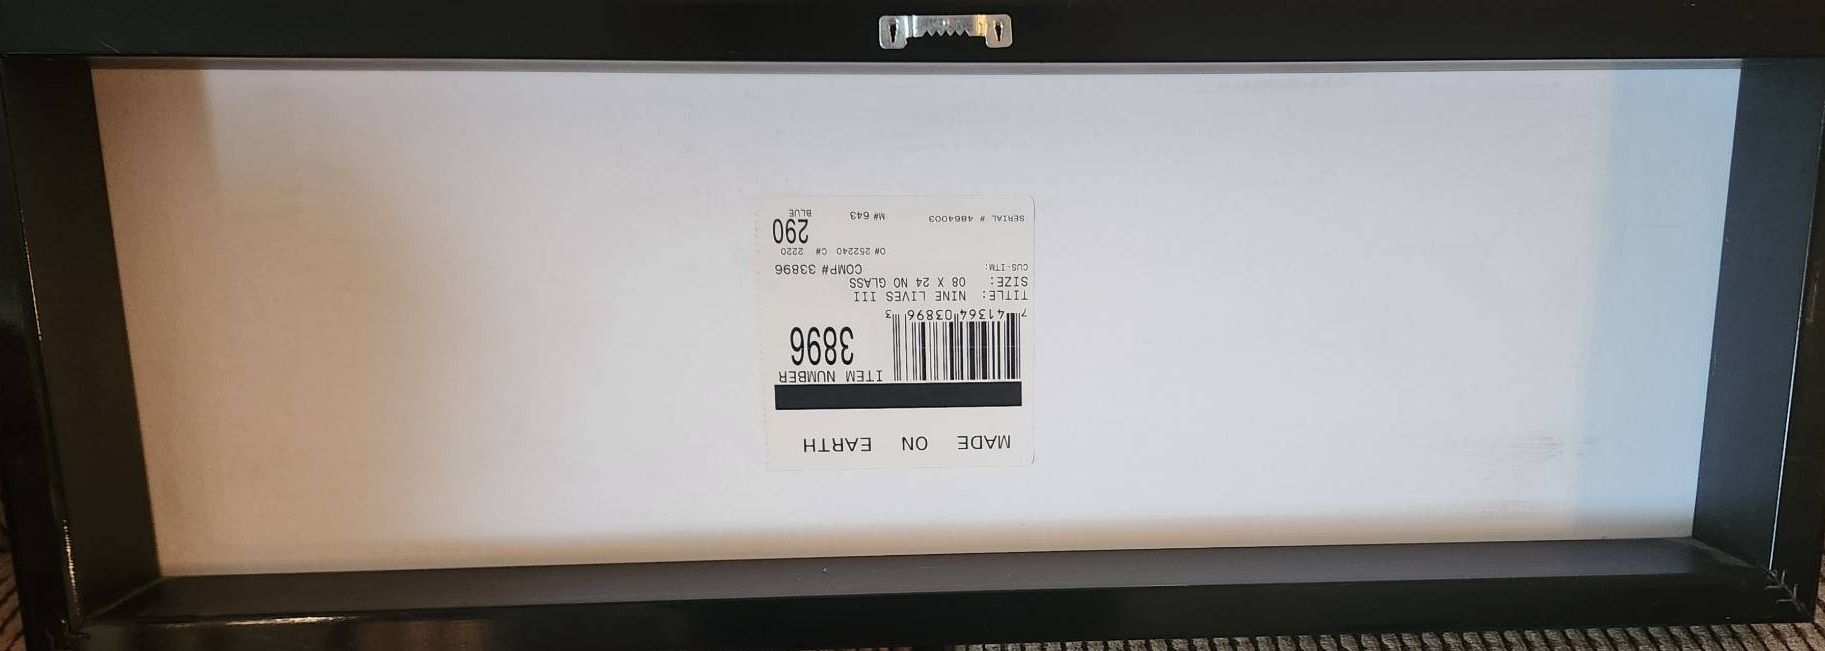 MADE ON EARTH
ITEM NUMBER
3896
7 41364 03896 3
TITLE: NINE LIVES III
SIZE: 08 X 24 NO GLASS
CUS-ITM: COMP# 33896
O# 252240 C# 2220
290
SERIAL # 4864003 M# 643 BLUE